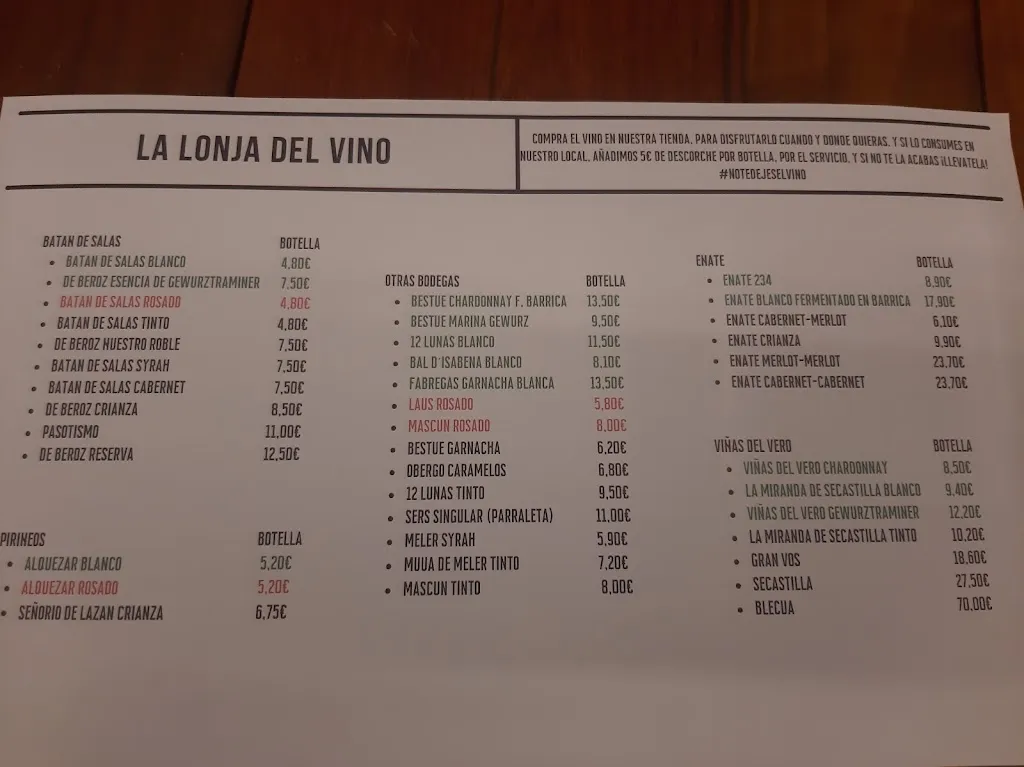 LA LONJA DEL VINO
COMPRA EL VINO EN NUESTRA TIENDA, PARA DISFRUTARLO CUANDO Y DONDE QUIERAS. Y SI LO CONSUMES EN
NUESTRO LOCAL, AÑADIMOS 5€ DE DESCORCHE POR BOTELLA, POR EL SERVICIO. Y SI NO TE LA ACABAS ¡LLEVATELA!
#NOTEDEJESELVINO
BATAN DE SALAS BOTELLA
• BATAN DE SALAS BLANCO 4,80€
• DE BEROZ ESENCIA DE GEWURZTRAMINER 7,50€
• BATAN DE SALAS ROSADO 4,80€
• BATAN DE SALAS TINTO 4,80€
• DE BEROZ NUESTRO ROBLE 7,50€
• BATAN DE SALAS SYRAH 7,50€
• BATAN DE SALAS CABERNET 7,50€
• DE BEROZ CRIANZA 8,50€
• PASOTISMO 11,00€
• DE BEROZ RESERVA 12,50€
PIRINEOS BOTELLA
• ALQUEZAR BLANCO 5,20€
• ALQUEZAR ROSADO 5,20€
• SEÑORIO DE LAZAN CRIANZA 6,75€
OTRAS BODEGAS BOTELLA
• BESTUE CHARDONNAY F. BARRICA 13,50€
• BESTUE MARINA GEWURZ 9,50€
• 12 LUNAS BLANCO 11,50€
• BAL D'ISABENA BLANCO 8,10€
• FABREGAS GARNACHA BLANCA 13,50€
• LAUS ROSADO 5,80€
• MASCUN ROSADO 8,00€
• BESTUE GARNACHA 6,20€
• OBERGO CARAMELOS 6,80€
• 12 LUNAS TINTO 9,50€
• SERS SINGULAR (PARRALETA) 11,00€
• MELER SYRAH 5,90€
• MUUA DE MELER TINTO 7,20€
• MASCUN TINTO 8,00€
ENATE BOTELLA
• ENATE 234 8,90€
• ENATE BLANCO FERMENTADO EN BARRICA 17,90€
• ENATE CABERNET-MERLOT 6,10€
• ENATE CRIANZA 9,90€
• ENATE MERLOT-MERLOT 23,70€
• ENATE CABERNET-CABERNET 23,70€
VIÑAS DEL VERO BOTELLA
• VIÑAS DEL VERO CHARDONNAY 8,50€
• LA MIRANDA DE SECASTILLA BLANCO 9,40€
• VIÑAS DEL VERO GEWURZTRAMINER 12,20€
• LA MIRANDA DE SECASTILLA TINTO 10,20€
• GRAN VOS 18,60€
• SECASTILLA 27,50€
• BLECUA 70,00€